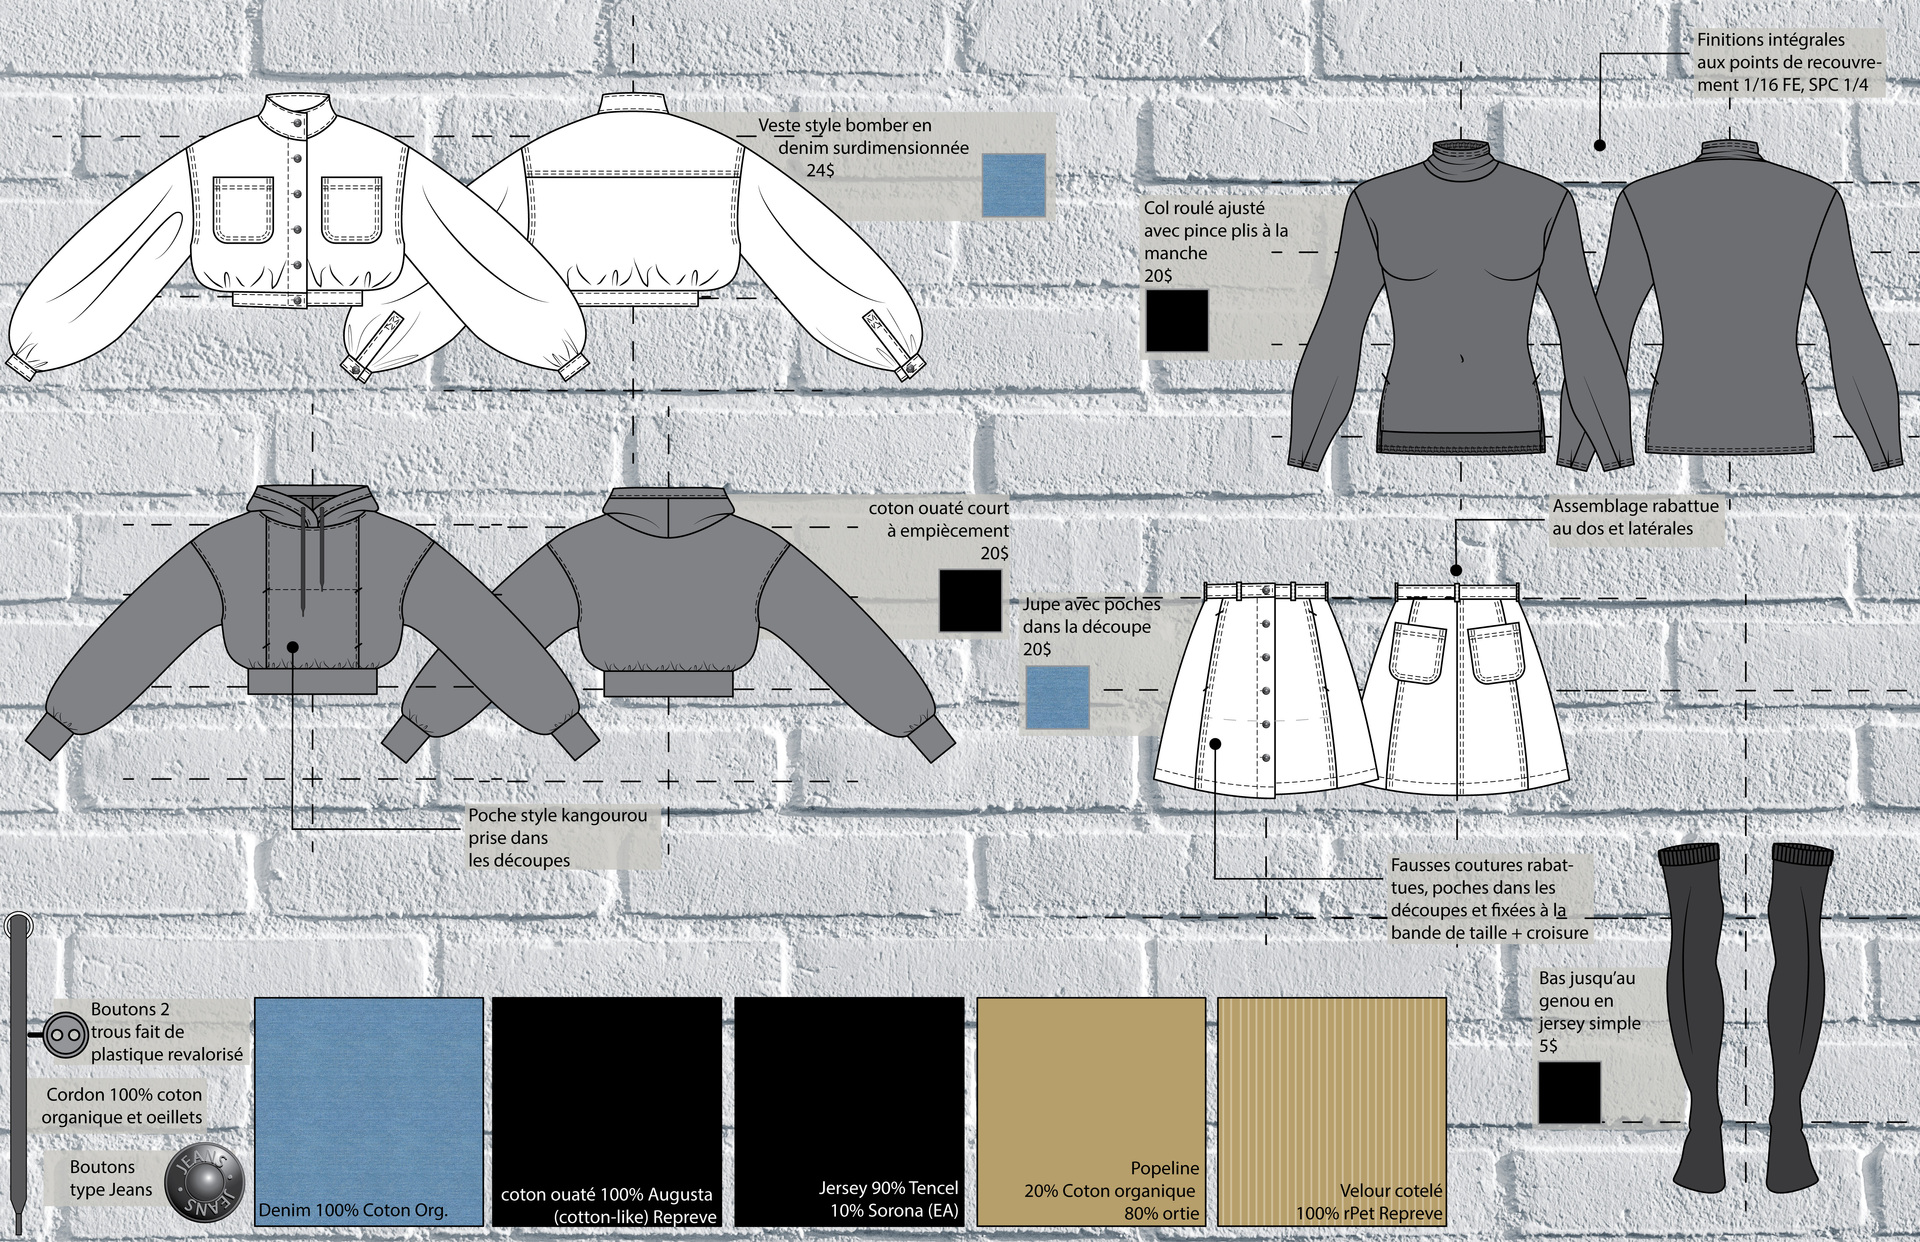 Veste style bomber en
denim surdimensionnée
24$
Finitions intégrales
aux points de recouvre-
ment 1/16 FE, SPC 1/4
Col roulé ajusté
avec pince plis à la
manche
20$
coton ouaté court
à empiècement
20$
Assemblage rabattue
au dos et latérales
Jupe avec poches
dans la découpe
20$
Poche style kangourou
prise dans
les découpes
Fausses coutures rabat-
tues, poches dans les
découpes et fixées à la
bande de taille + croisure
Bas jusqu'au
genou en
jersey simple
5$
Boutons 2
trous fait de
plastique revalorisé
Cordon 100% coton
organique et oeillets
Boutons
type Jeans
JEANS
JEANS
Denim 100% Coton Org.
coton ouaté 100% Augusta
(cotton-like) Repreve
Jersey 90% Tencel
10% Sorona (EA)
Popeline
20% Coton organique
80% ortie
Velour cotelé
100% rPet Repreve